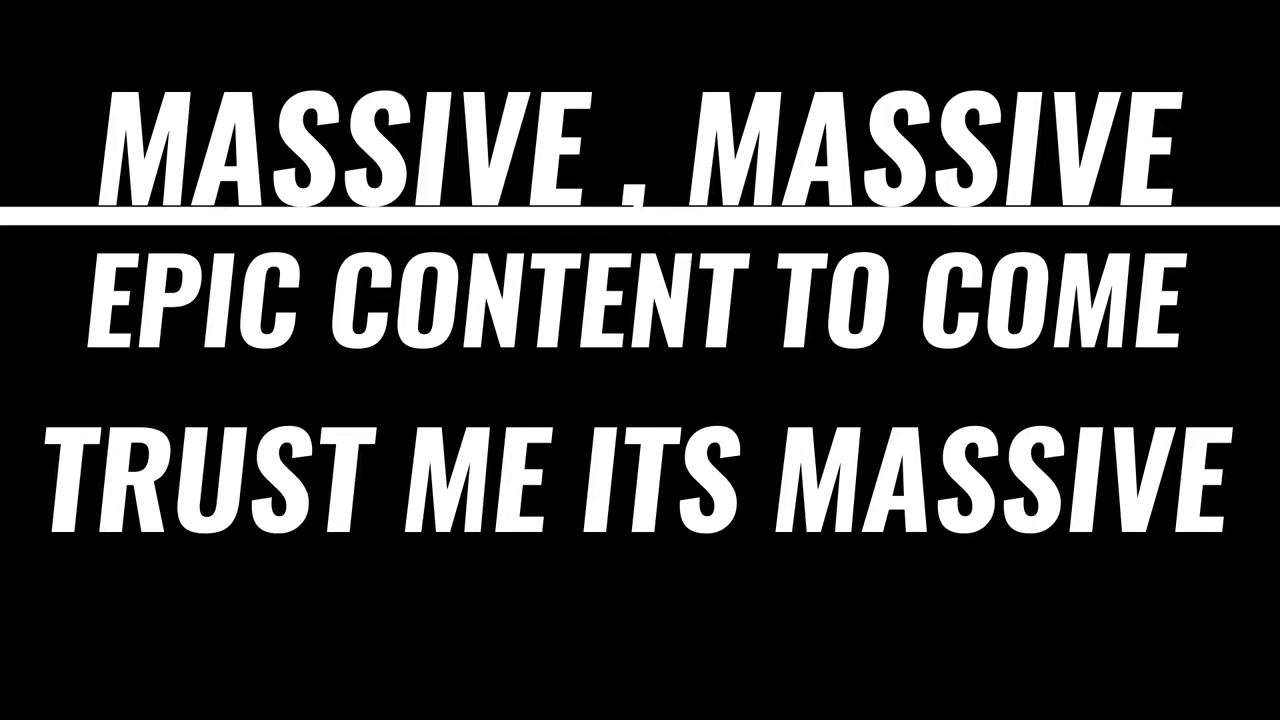 MASSIVE , MASSIVE
EPIC CONTENT TO COME
TRUST ME ITS MASSIVE